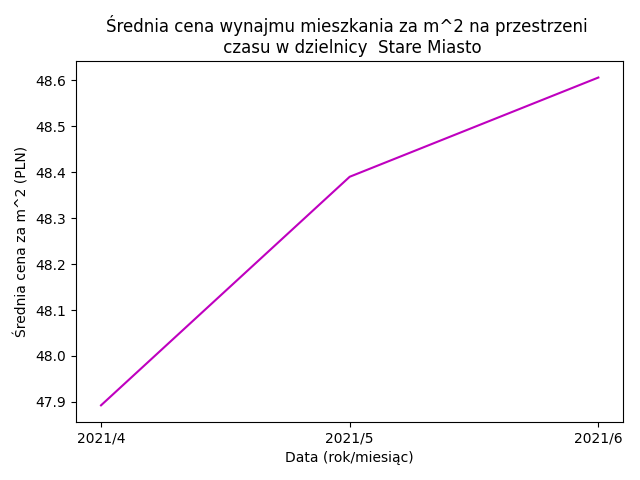 Średnia cena wynajmu mieszkania za m^2 na przestrzeni
czasu w dzielnicy  Stare Miasto
Średnia cena za m^2 (PLN)
48.6
48.5
48.4
48.3
48.2
48.1
48.0
47.9
2021/4
2021/5
2021/6
Data (rok/miesiąc)